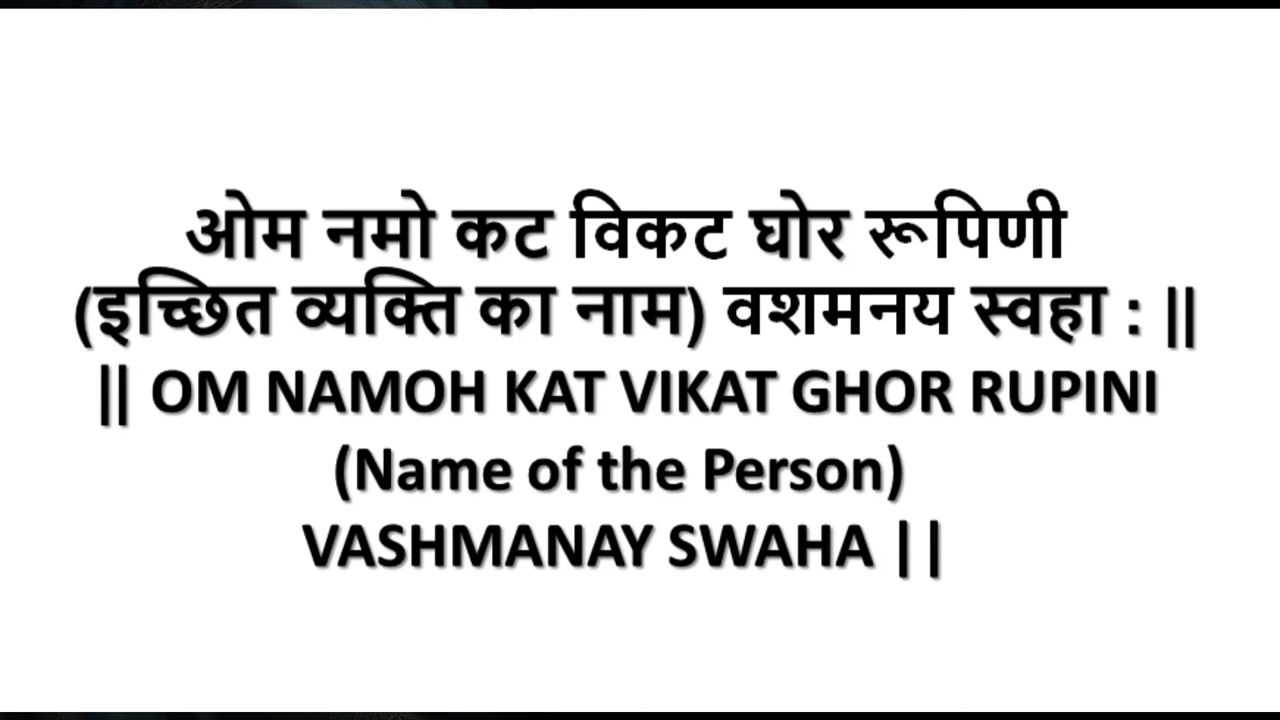 ओम नमो कट विकट घोर रूपिणी
(इच्छित व्यक्ति का नाम) वशमनय स्वहा : ||
|| OM NAMOH KAT VIKAT GHOR RUPINI
(Name of the Person)
VASHMANAY SWAHA ||